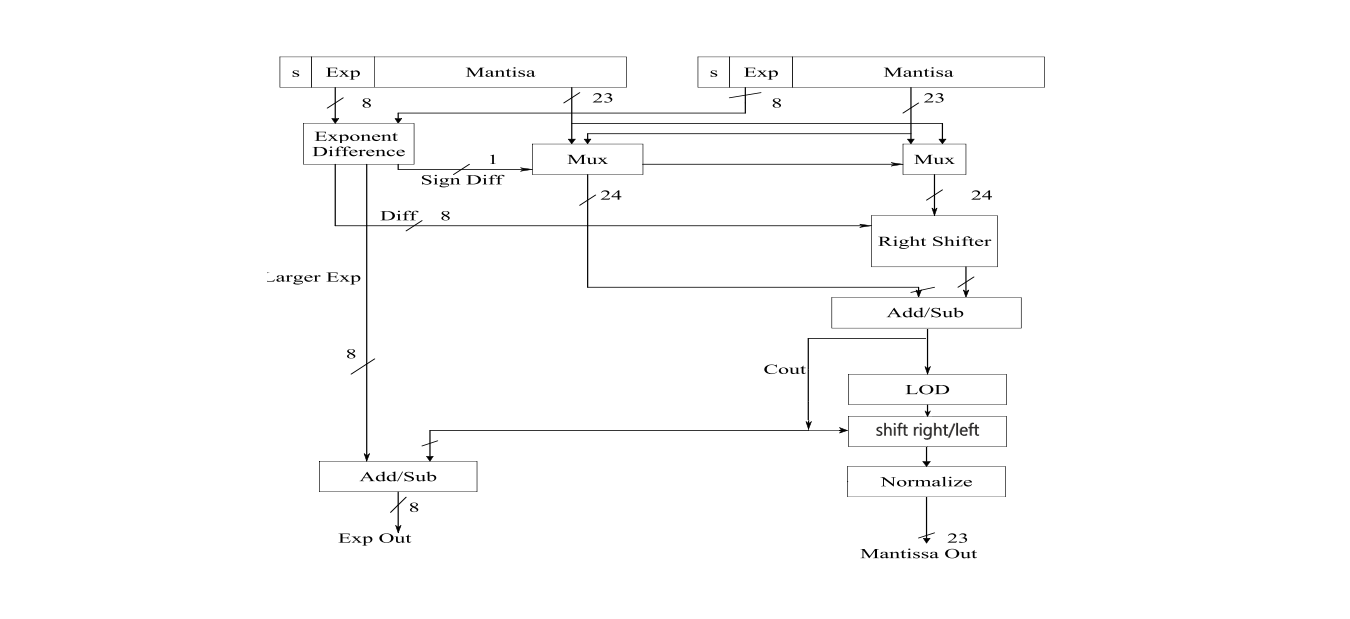 s Exp Mantisa s Exp Mantisa
8 23 8 23
Exponent
Difference
Mux Mux
1
Sign Diff
24 24
Diff 8
Right Shifter
Larger Exp
Add/Sub
8
Cout
LOD
shift right/left
Add/Sub
Normalize
8
Exp Out
23
Mantissa Out